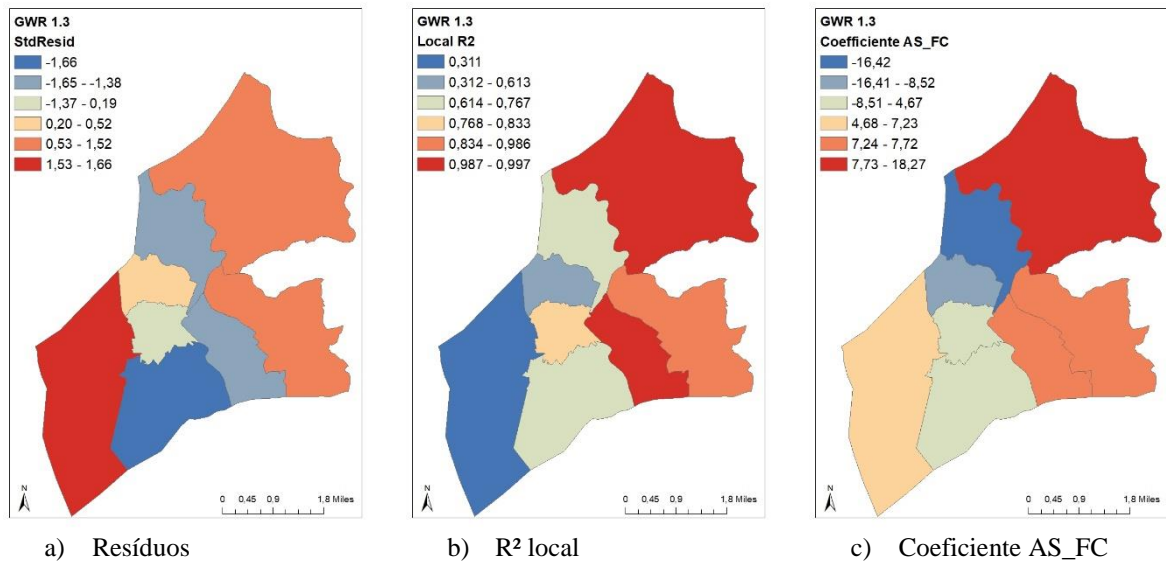 GWR 1.3
StdResid
-1,66
-1,65 - -1,38
-1,37 - 0,19
0,20 - 0,52
0,53 - 1,52
1,53 - 1,66
N
0 0,45 0,9 1,8 Miles
GWR 1.3
Local R2
0,311
0,312 - 0,613
0,614 - 0,767
0,768 - 0,833
0,834 - 0,986
0,987 - 0,997
N
0 0,45 0,9 1,8 Miles
GWR 1.3
Coefficiente AS_FC
-16,42
-16,41 - -8,52
-8,51 - 4,67
4,68 - 7,23
7,24 - 7,72
7,73 - 18,27
N
0 0,45 0,9 1,8 Miles
a) Resíduos
b) R² local
c) Coeficiente AS_FC